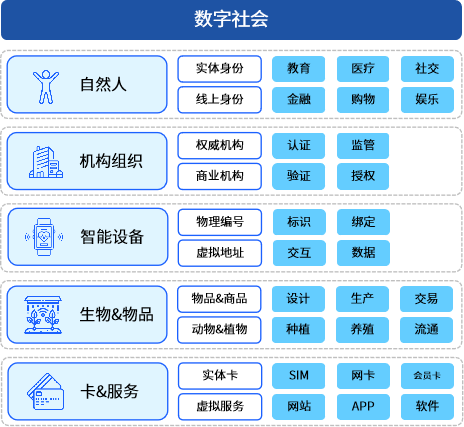 数字社会
自然人
实体身份 教育 医疗 社交
线上身份 金融 购物 娱乐
机构组织
权威机构 认证 监管
商业机构 验证 授权
智能设备
物理编号 标识 绑定
虚拟地址 交互 数据
生物&物品
物品&商品 设计 生产 交易
动物&植物 种植 养殖 流通
卡&服务
实体卡 SIM 网卡 会员卡
虚拟服务 网站 APP 软件